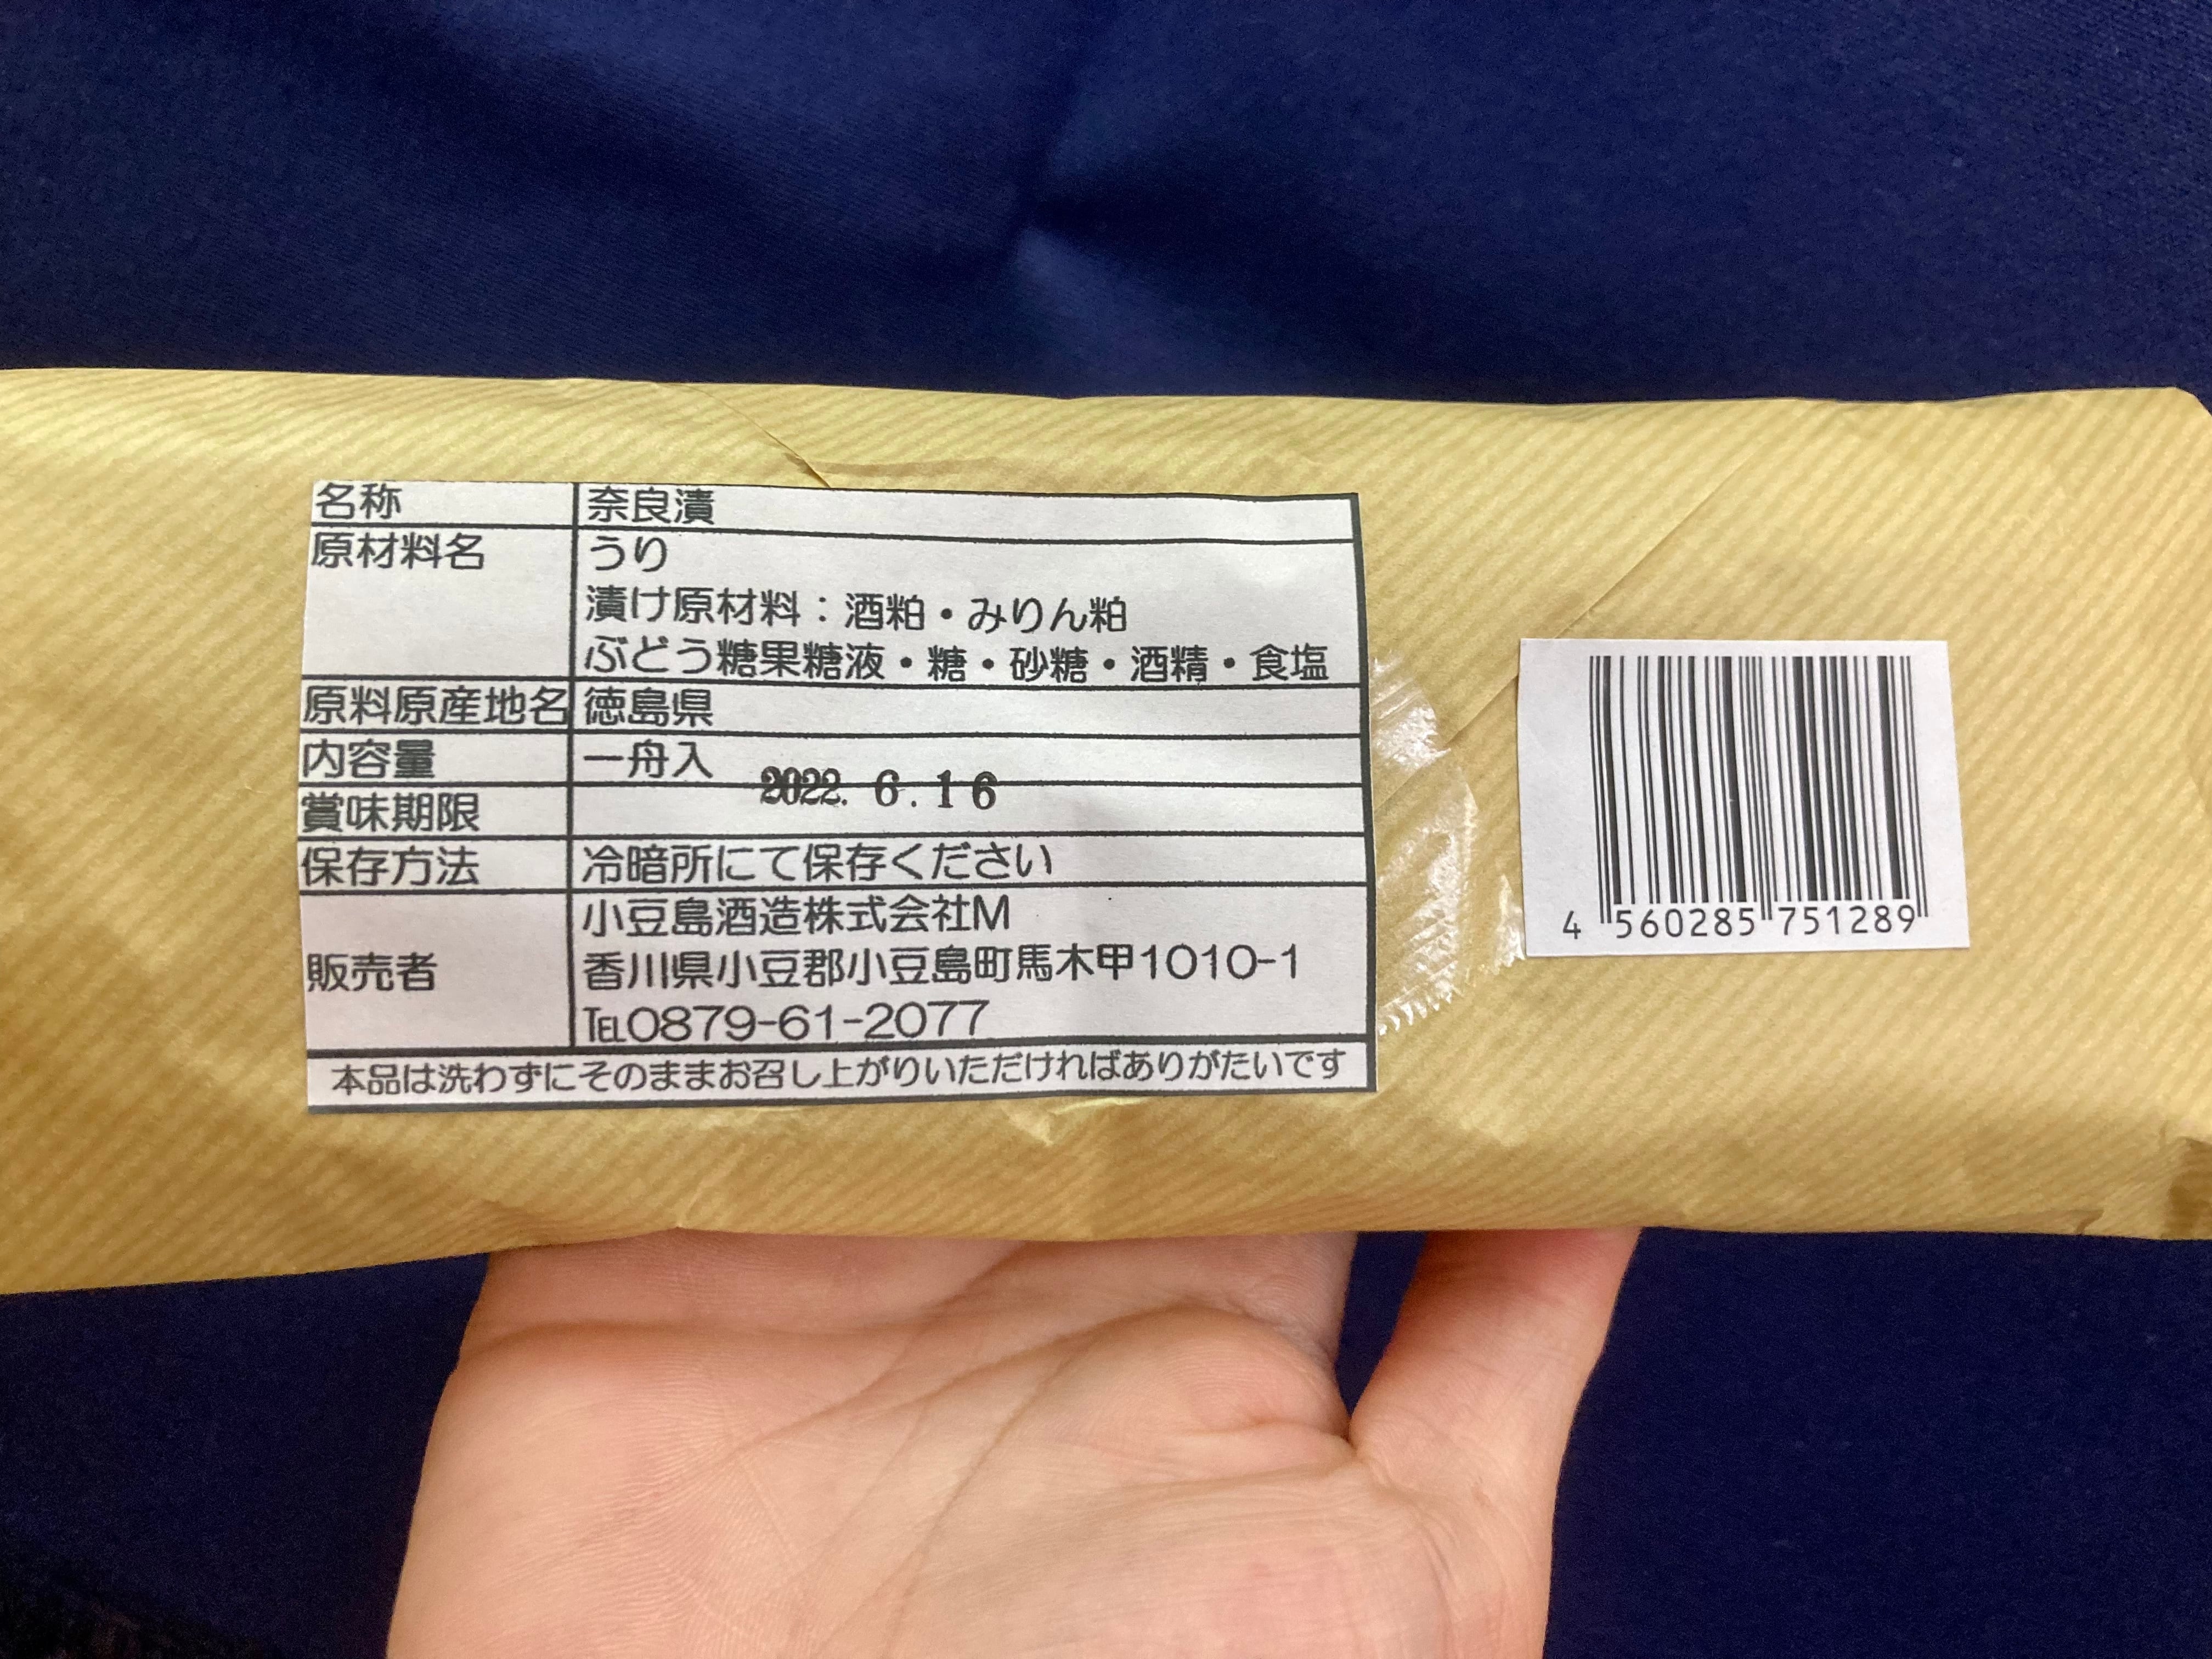 名称 奈良漬
原材料名 うり
漬け原材料：酒粕・みりん粕
ぶどう糖果糖液・糖・砂糖・酒精・食塩
原料原産地名 徳島県
内容量 一舟入
賞味期限 2022. 6. 16
保存方法 冷暗所にて保存ください
小豆島酒造株式会社M
販売者 香川県小豆郡小豆島町馬木甲1010-1
℡0879-61-2077
本品は洗わずにそのままお召し上がりいただければありがたいです
4 560285 751289